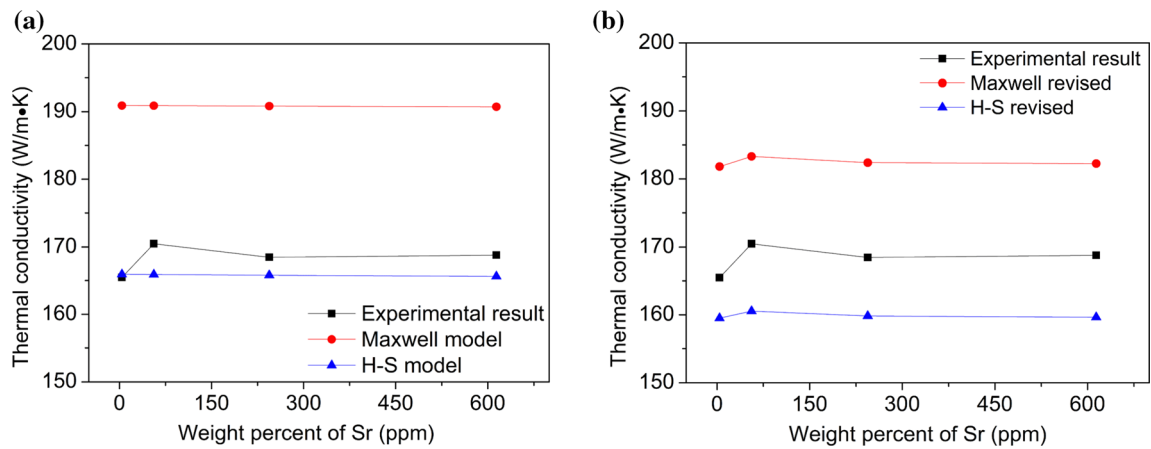 (a)
200
190
180
170
160
150
Thermal conductivity (W/m•K)
Experimental result
Maxwell model
H-S model
0
150
300
450
600
Weight percent of Sr (ppm)
(b)
200
190
180
170
160
150
Thermal conductivity (W/m•K)
Experimental result
Maxwell revised
H-S revised
0
150
300
450
600
Weight percent of Sr (ppm)